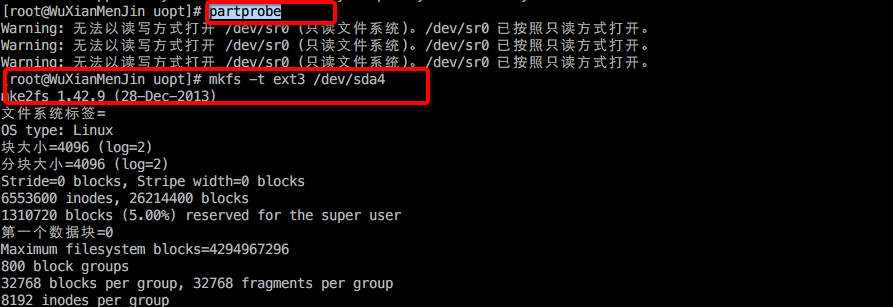 [root@WuXianMenJin uopt]# partprobe
Warning: 无法以读写方式打开 /dev/sr0 (只读文件系统)。/dev/sr0 已按照只读方式打开。
Warning: 无法以读写方式打开 /dev/sr0 (只读文件系统)。/dev/sr0 已按照只读方式打开。
Warning: 无法以读写方式打开 /dev/sr0 (只读文件系统)。/dev/sr0 已按照只读方式打开。
[root@WuXianMenJin uopt]# mkfs -t ext3 /dev/sda4
mke2fs 1.42.9 (28-Dec-2013)
文件系统标签=
OS type: Linux
块大小=4096 (log=2)
分块大小=4096 (log=2)
Stride=0 blocks, Stripe width=0 blocks
6553600 inodes, 26214400 blocks
1310720 blocks (5.00%) reserved for the super user
第一个数据块=0
Maximum filesystem blocks=4294967296
800 block groups
32768 blocks per group, 32768 fragments per group
8192 inodes per group